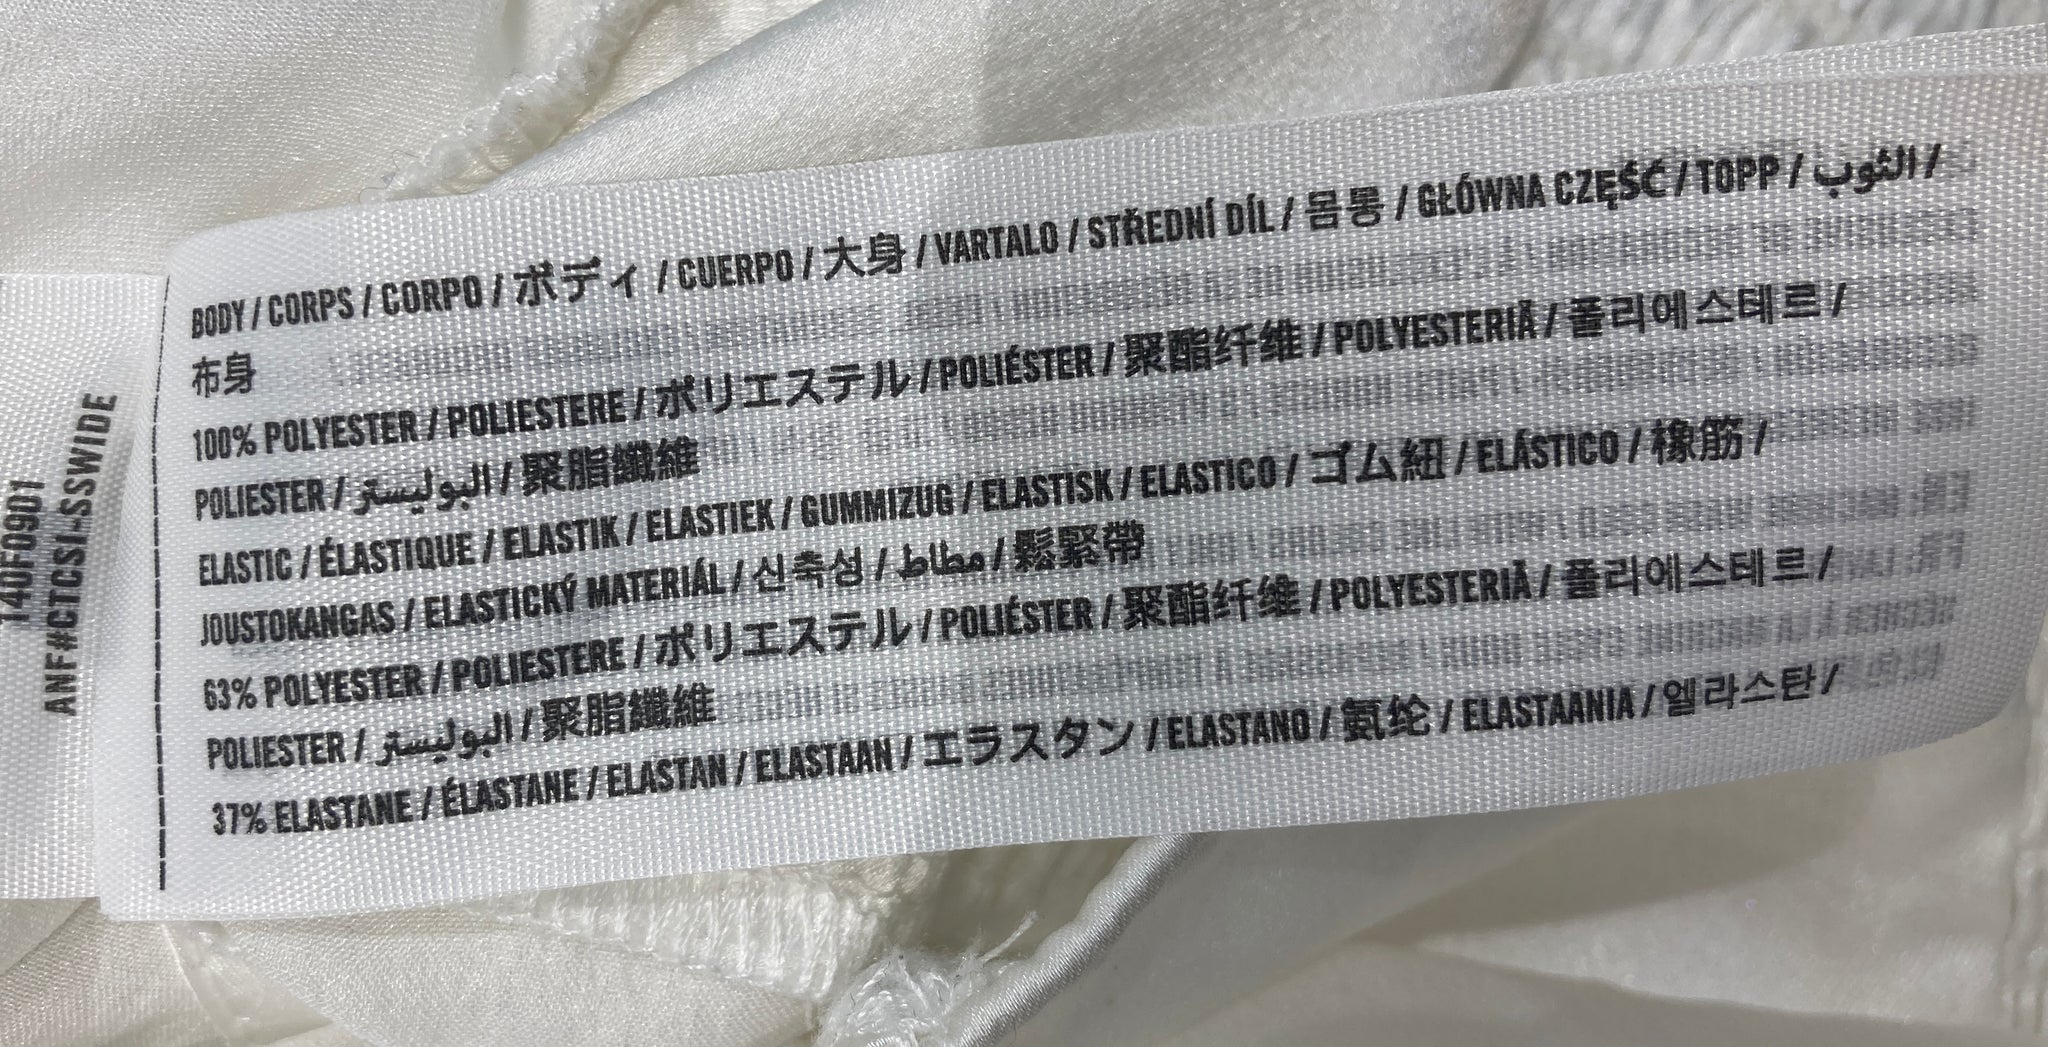 BODY / CORPS / CORPO / ボディ / CUERPO / 大身 / VARTALO / STŘEDNÍ DÍL / 몸통 / GŁÓWNA CZĘŚĆ / TOPP / الثوب /
布身
100% POLYESTER / POLIESTERE / ポリエステル / POLIÉSTER / 聚酯纤维 / POLYESTERIÄ / 폴리에스테르 /
POLIESTER / البوليستر / 聚脂纖維
ELASTIC / ÉLASTIQUE / ELASTIK / ELASTIEK / GUMMIZUG / ELASTISK / ELASTICO / ゴム紐 / ELÁSTICO / 橡筋 /
JOUSTOKANGAS / ELASTICKÝ MATERIÁL / 신축성 / مطاط / 鬆緊帶
63% POLYESTER / POLIESTERE / ポリエステル / POLIÉSTER / 聚酯纤维 / POLYESTERIÄ / 폴리에스테르 /
POLIESTER / البوليستر / 聚脂纖維
37% ELASTANE / ÉLASTANE / ELASTAN / ELASTAAN / エラスタン / ELASTANO / 氨纶 / ELASTAANIA / 엘라스탄 /
140F0901
ANF#CTCSI-SSWIDE